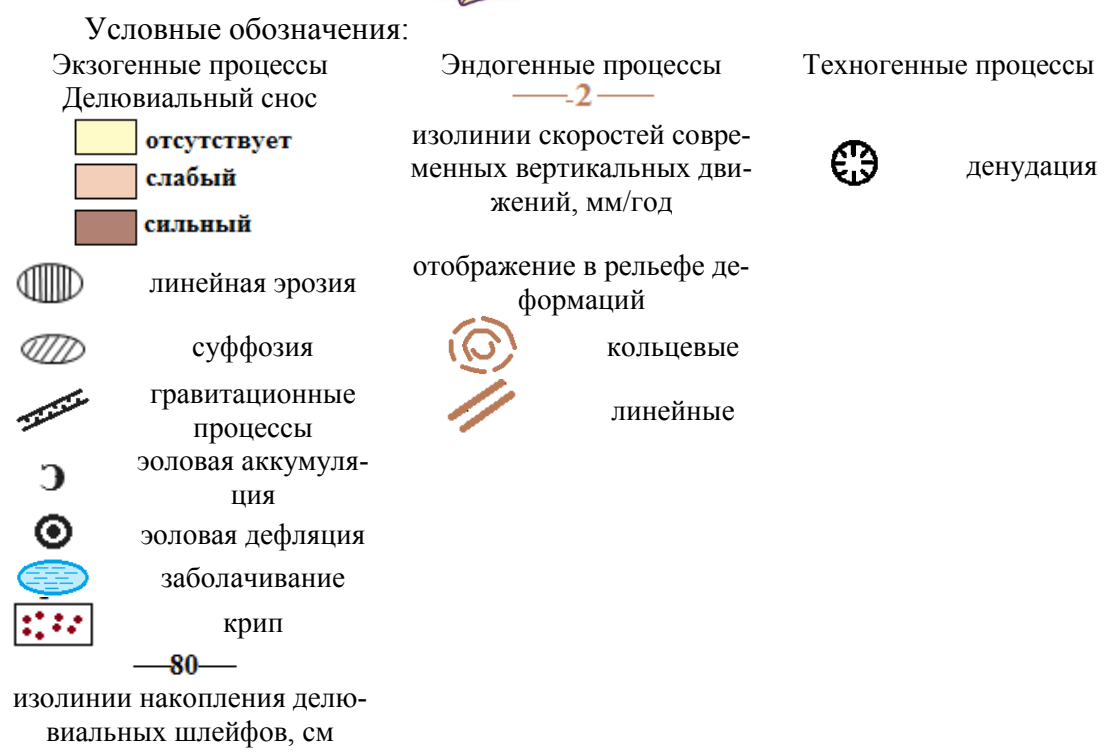 Условные обозначения:
Экзогенные процессы
Делювиальный снос
отсутствует
слабый
сильный
линейная эрозия
суффозия
гравитационные
процессы
эоловая аккумуля-
ция
эоловая дефляция
заболачивание
крип
80
изолинии накопления делю-
виальных шлейфов, см
Эндогенные процессы
-2
изолинии скоростей совре-
менных вертикальных дви-
жений, мм/год
отображение в рельефе де-
формаций
кольцевые
линейные
Техногенные процессы
денудация